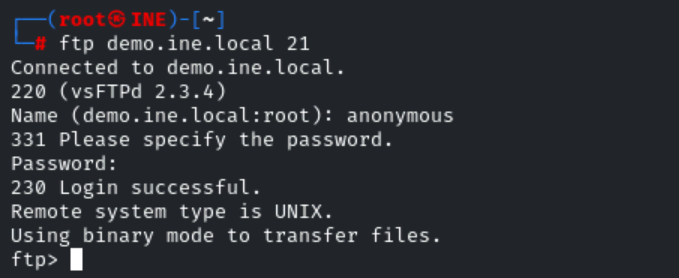 ┌──(root㉿INE)-[~]
└─# ftp demo.ine.local 21
Connected to demo.ine.local.
220 (vsFTPd 2.3.4)
Name (demo.ine.local:root): anonymous
331 Please specify the password.
Password:
230 Login successful.
Remote system type is UNIX.
Using binary mode to transfer files.
ftp>